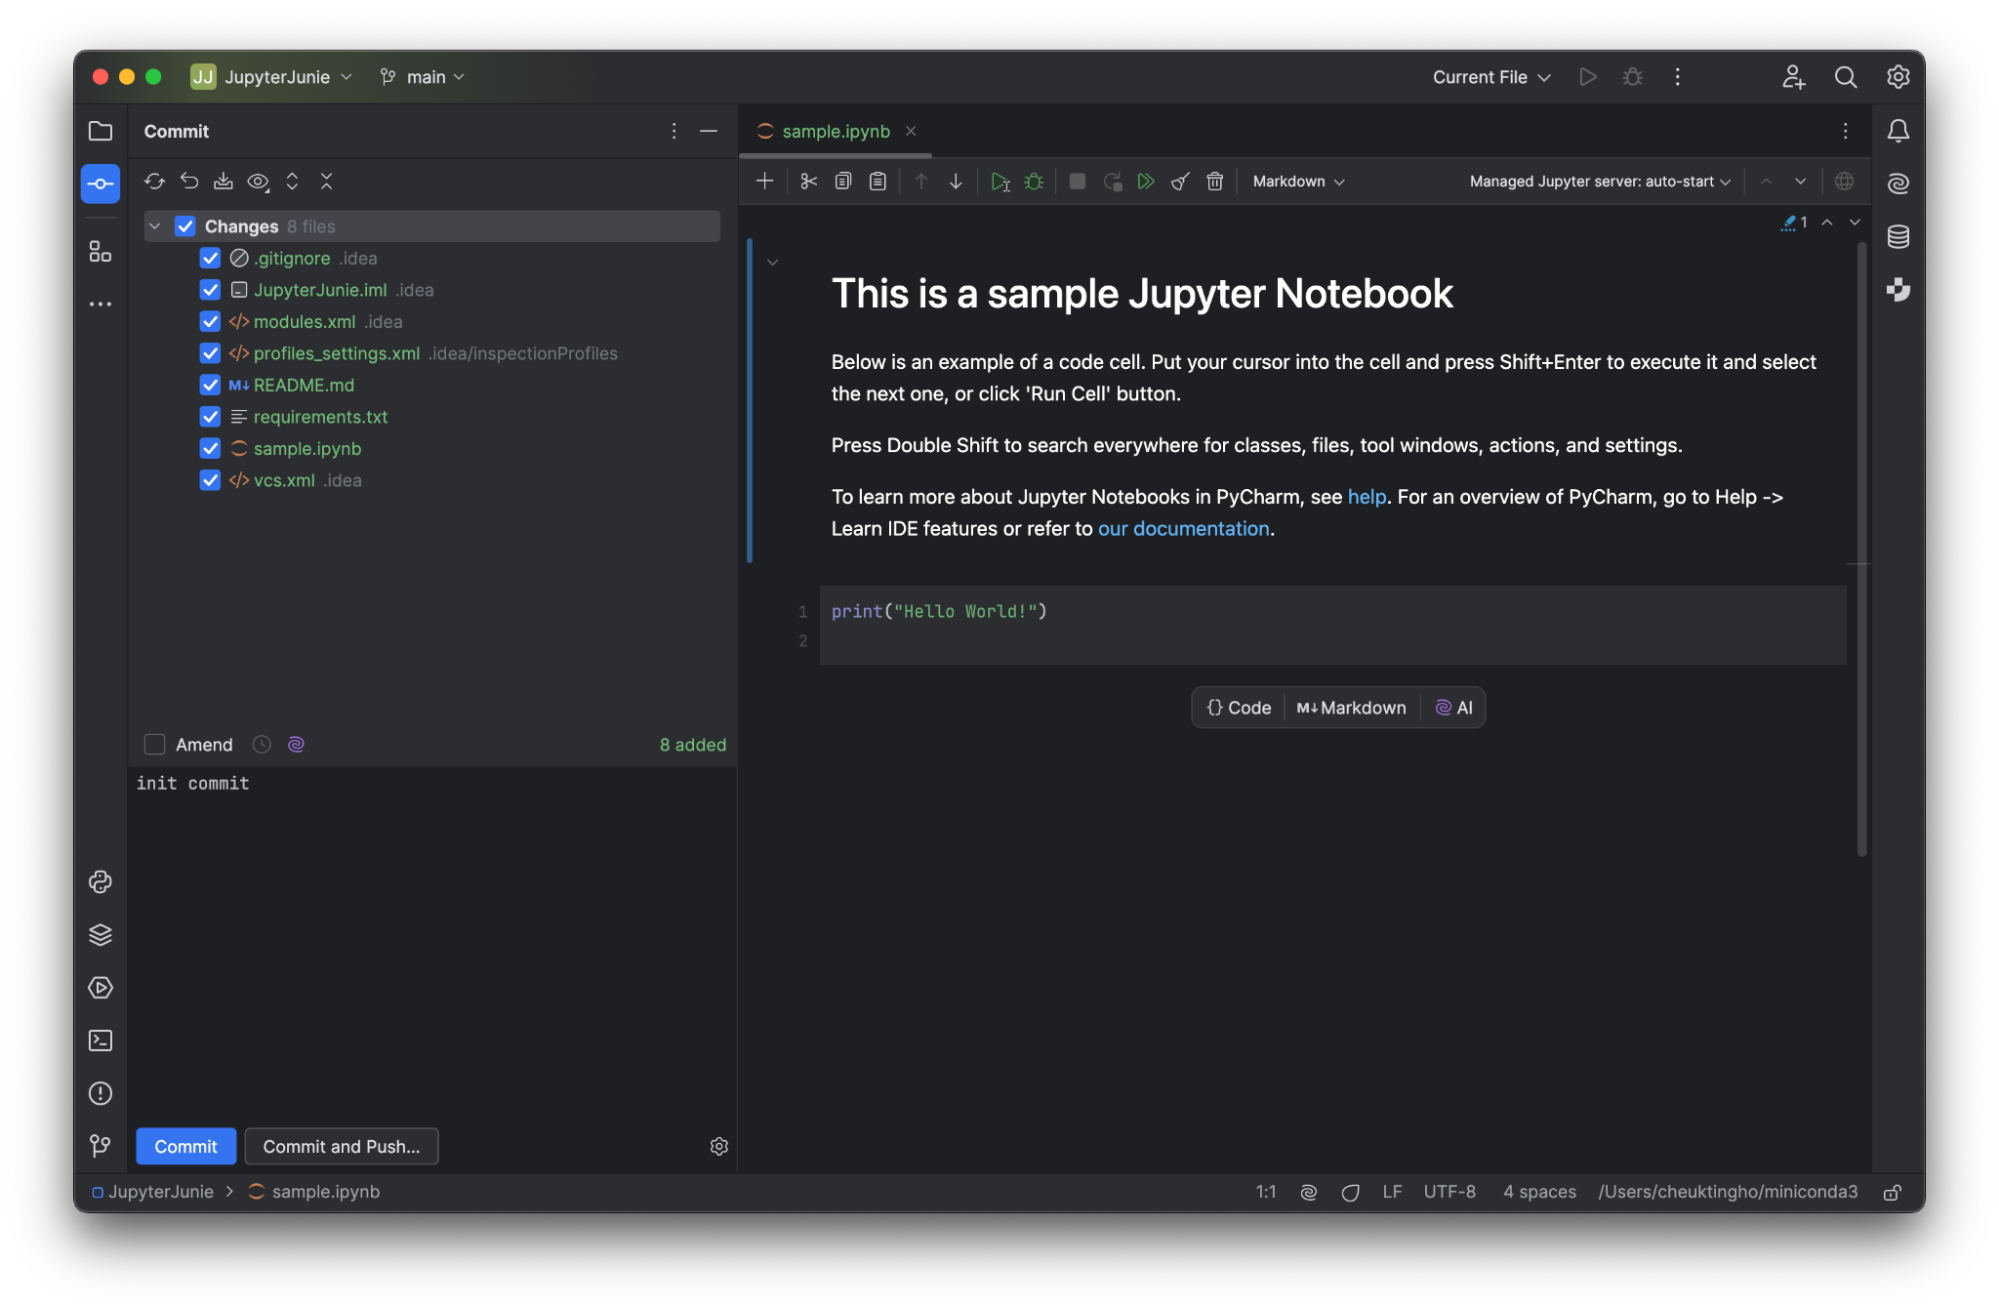 JJ JupyterJunie main Current File
Commit
Changes 8 files
.gitignore .idea
JupyterJunie.iml .idea
</> modules.xml .idea
</> profiles_settings.xml .idea/inspectionProfiles
M↓ README.md
requirements.txt
sample.ipynb
</> vcs.xml .idea
Amend 8 added
init commit
Commit Commit and Push...
sample.ipynb
Markdown Managed Jupyter server: auto-start
1
This is a sample Jupyter Notebook
Below is an example of a code cell. Put your cursor into the cell and press Shift+Enter to execute it and select
the next one, or click 'Run Cell' button.
Press Double Shift to search everywhere for classes, files, tool windows, actions, and settings.
To learn more about Jupyter Notebooks in PyCharm, see help. For an overview of PyCharm, go to Help ->
Learn IDE features or refer to our documentation.
1 print("Hello World!")
2
{} Code M↓ Markdown AI
JupyterJunie > sample.ipynb 1:1 LF UTF-8 4 spaces /Users/cheuktingho/miniconda3